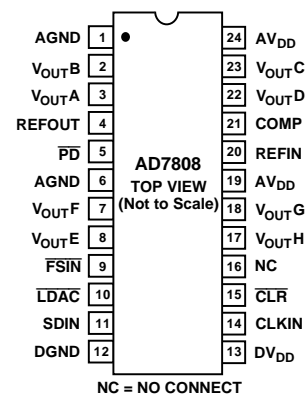 AGND 1 24 AVDD
VOUTB 2 23 VOUTC
VOUTA 3 22 VOUTD
REFOUT 4 21 COMP
PD 5 20 REFIN
AGND 6 19 AVDD
VOUTF 7 18 VOUTG
VOUTE 8 17 VOUTH
FSIN 9 16 NC
LDAC 10 15 CLR
SDIN 11 14 CLKIN
DGND 12 13 DVDD
AD7808
TOP VIEW
(Not to Scale)
NC = NO CONNECT